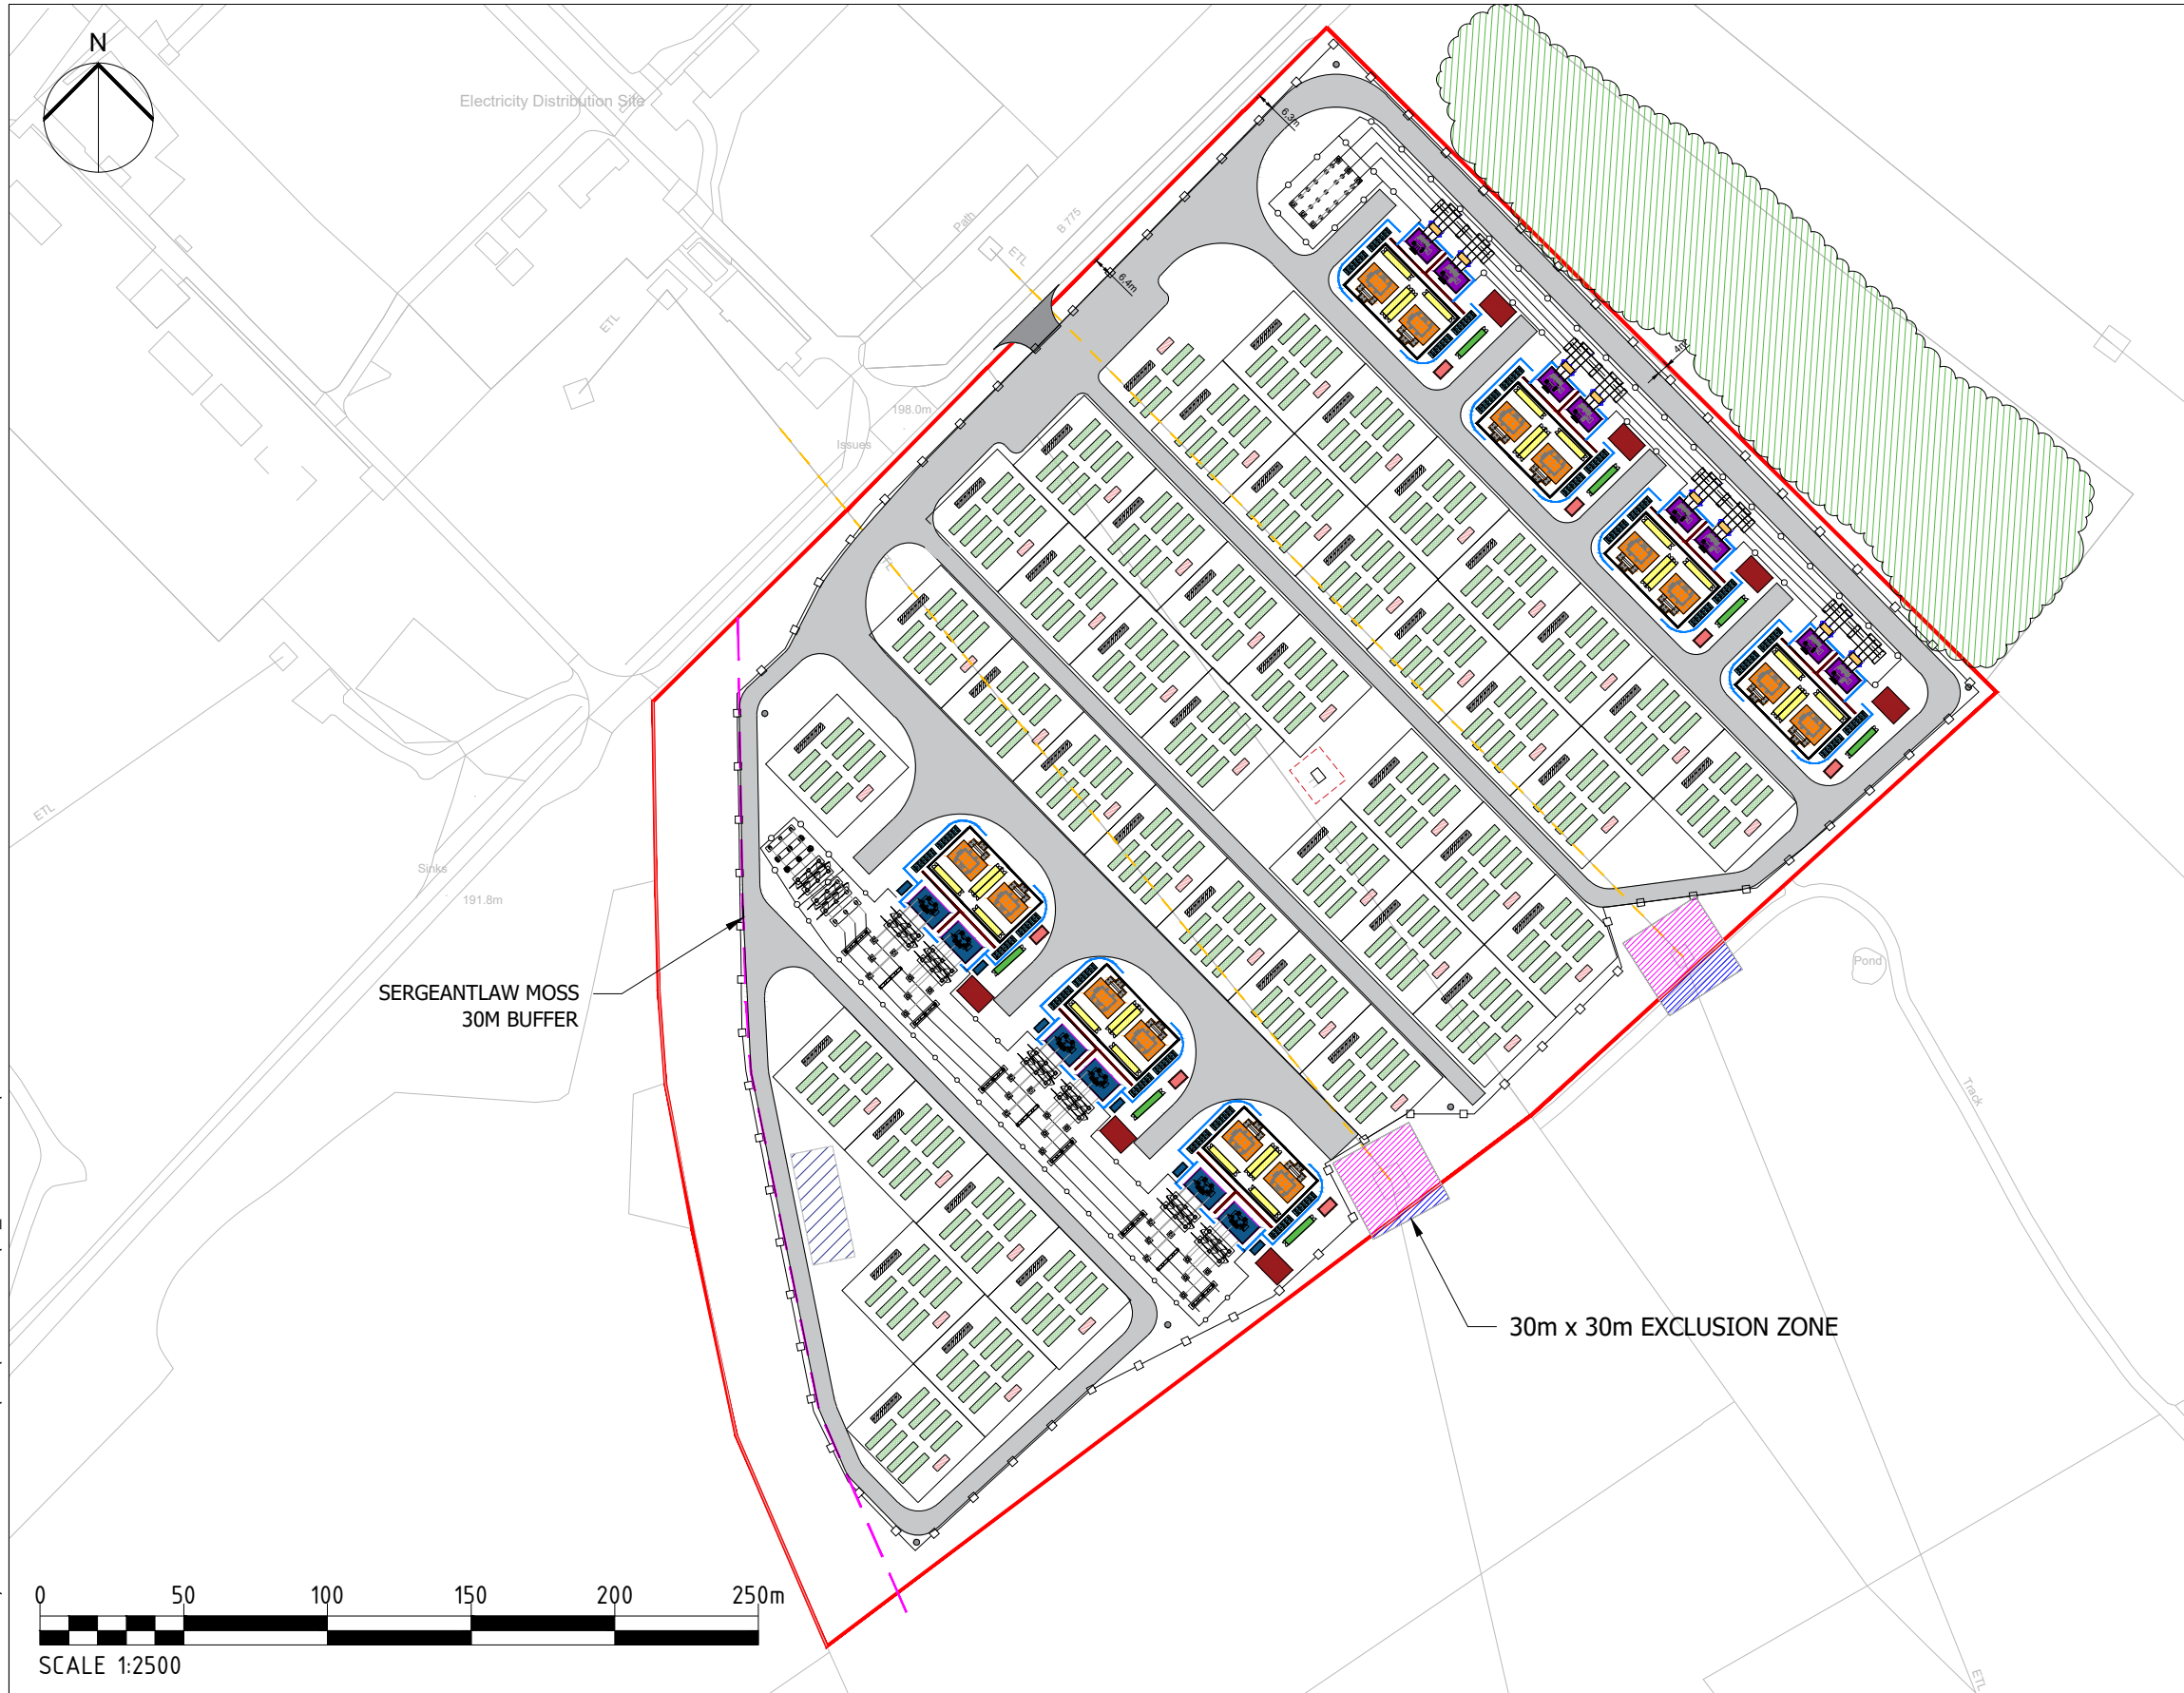 N
Electricity Distribution Site
6.3m
Path
B 775
ETL
6.4m
ETL
4m
198.0m
Issues
TL
ETL
Sinks
191.8m
SERGEANTLAW MOSS
30M BUFFER
Pond
Track
30m x 30m EXCLUSION ZONE
0 50 100 150 200 250m
SCALE 1:2500
ETL